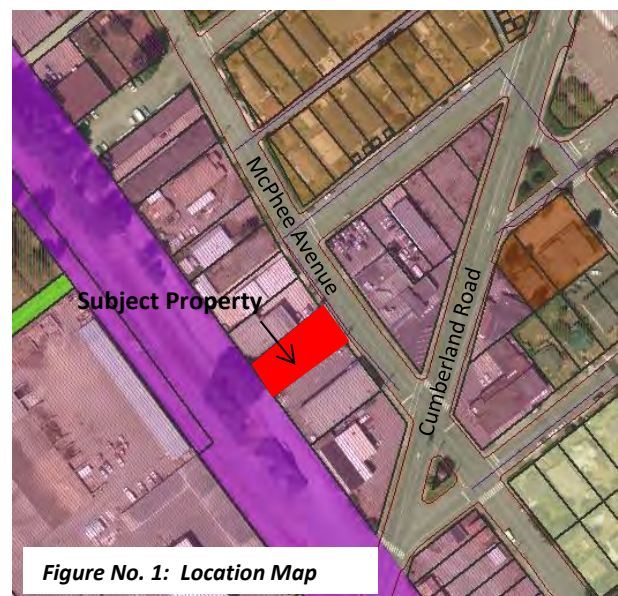 McPhee Avenue
Subject Property
Cumberland Road
Figure No. 1: Location Map